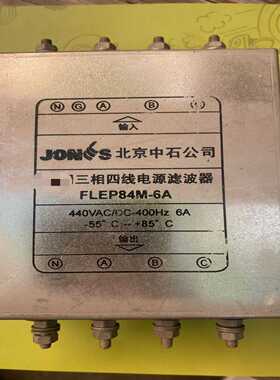 N G A B C
输入
JONES 北京中石公司
三相四线电源滤波器
FLEP84M-6A
440VAC/DC-400Hz 6A
-55°C -- +85°C
输出
N A B C